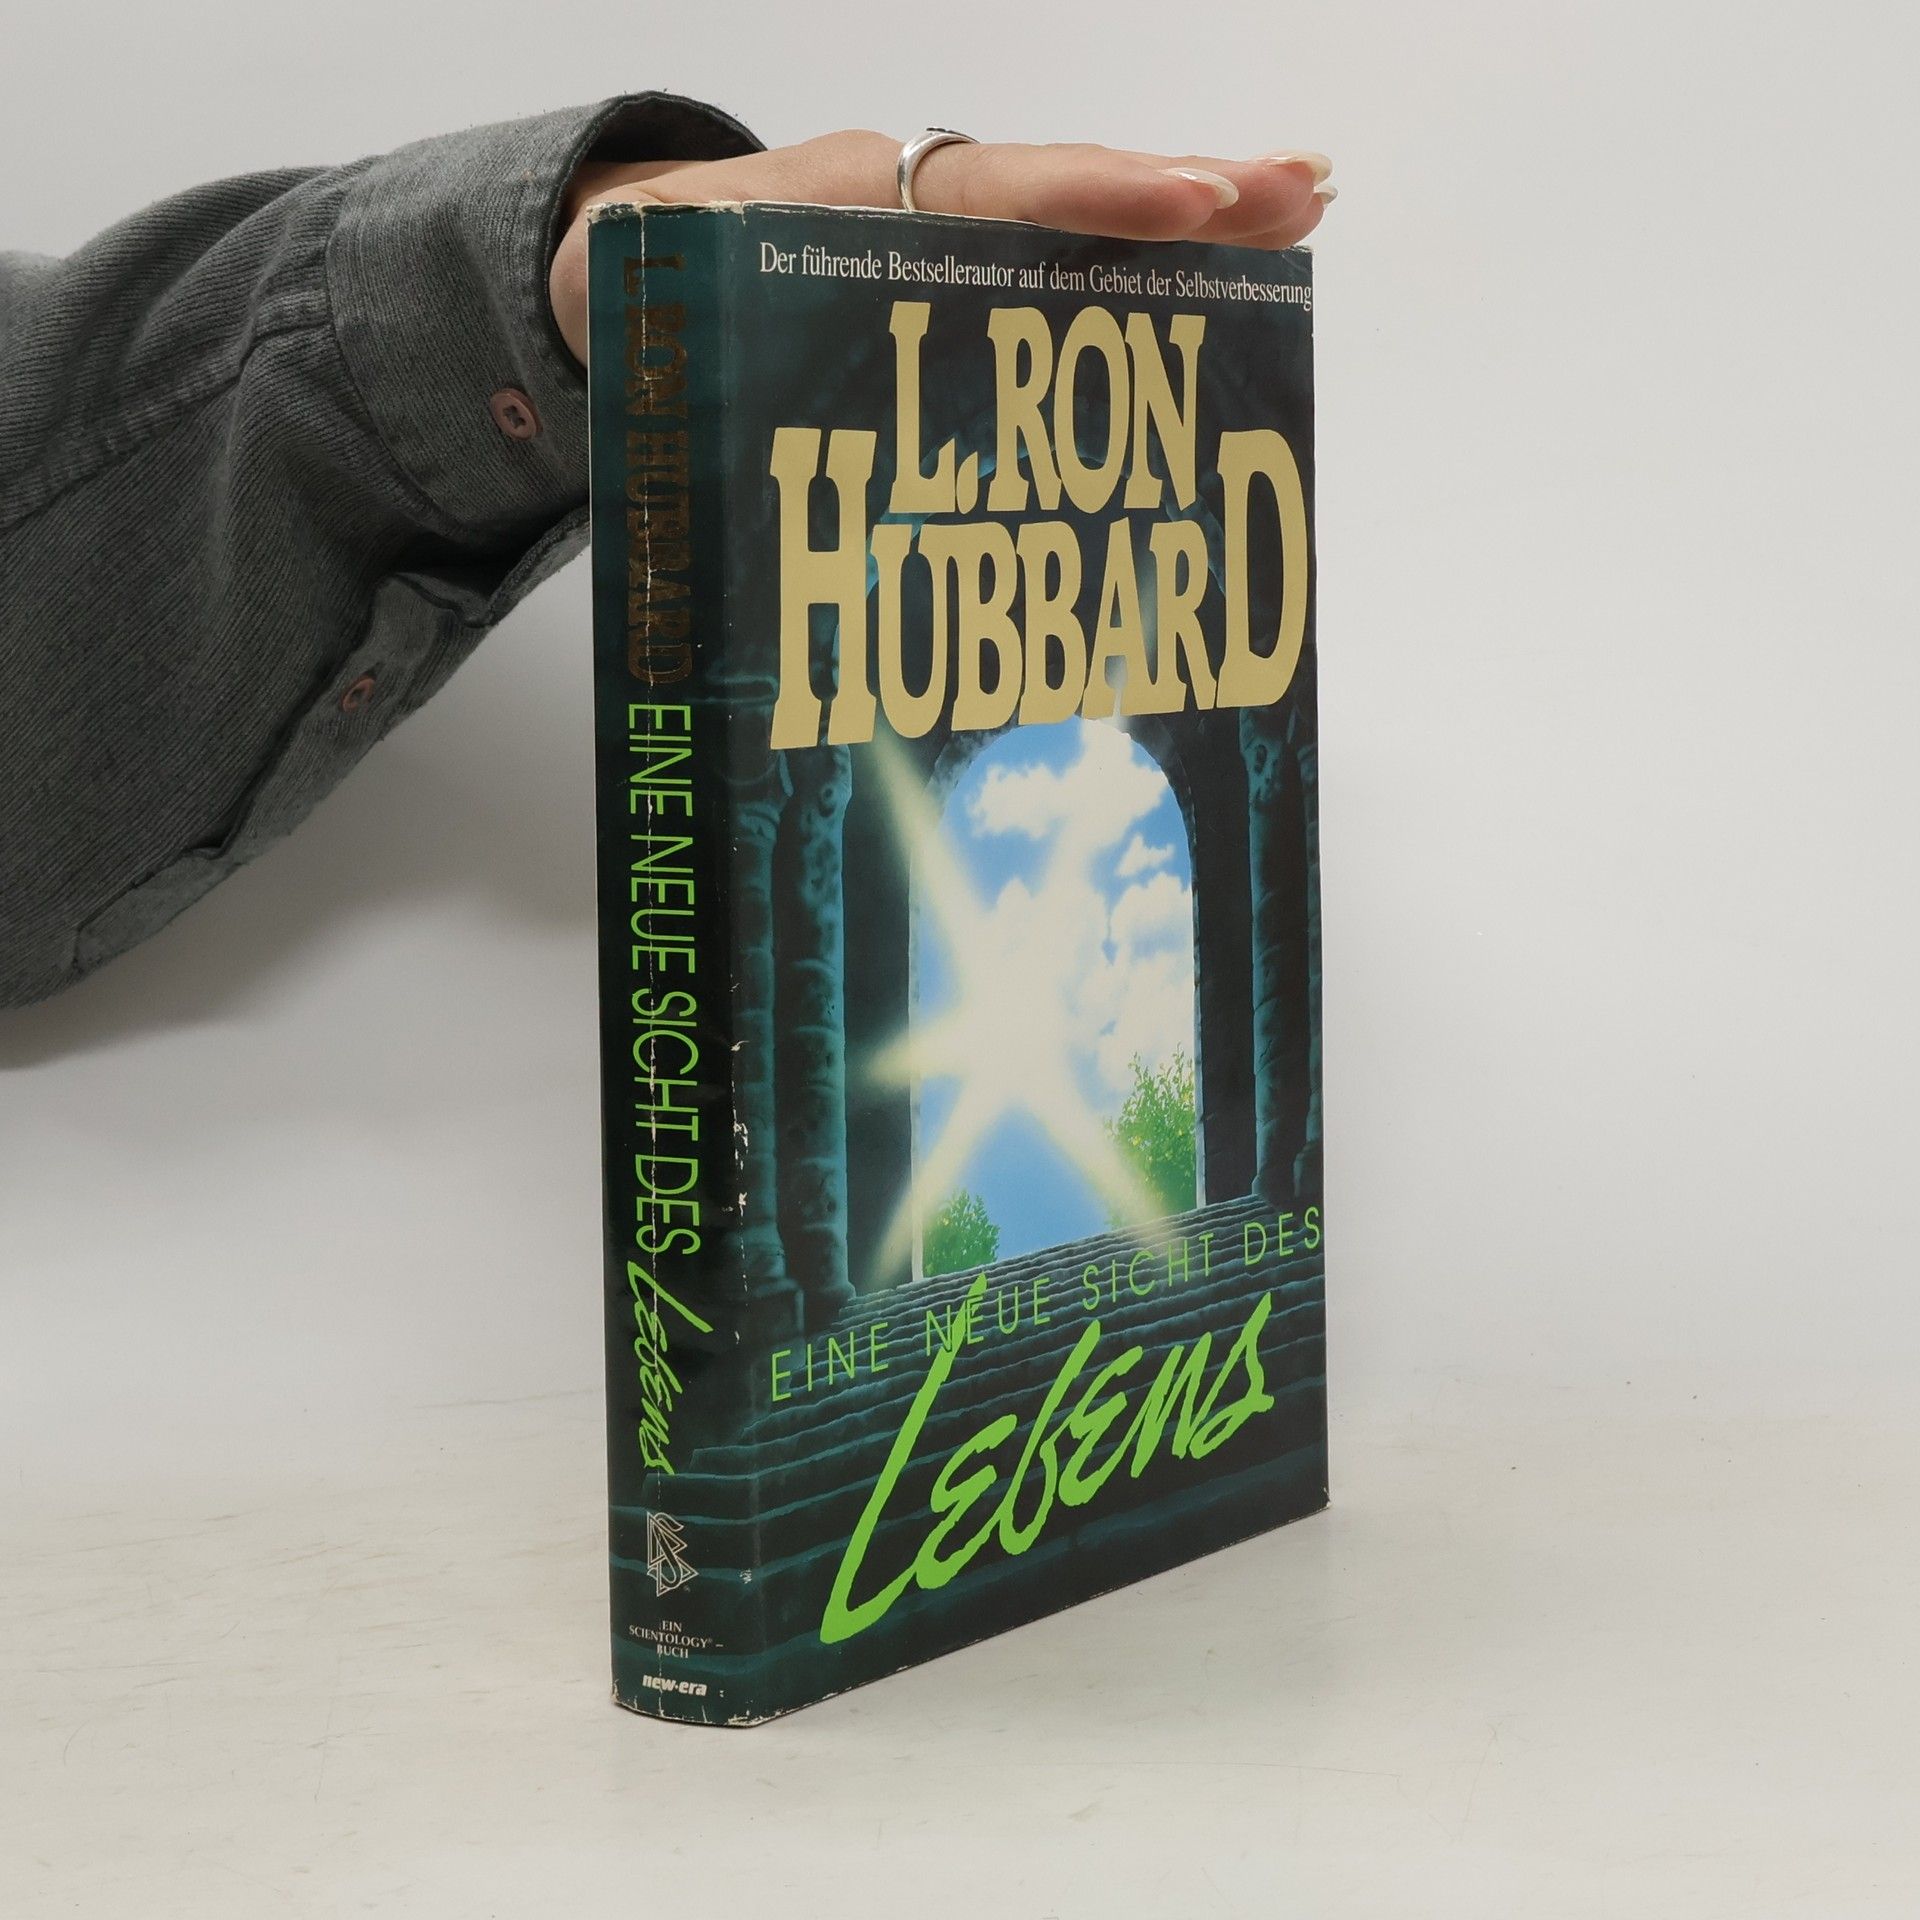 Der führende Bestsellerautor auf dem Gebiet der Selbstverbesserung
L. RON
HUBBARD
EINE NEUE SICHT DES
Lebens
L. RON HUBBARD EINE NEUE SICHT DES Lebens
EIN
SCIENTOLOGY® –
BUCH
new·era